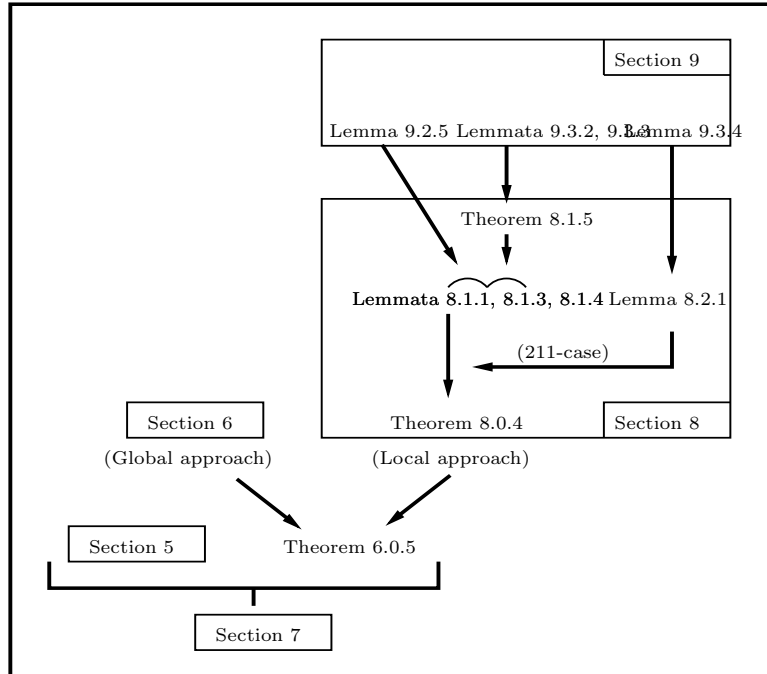 Section 9
Lemma 9.2.5 Lemmata 9.3.2, 9.3.3 Lemma 9.3.4
Theorem 8.1.5
Lemmata 8.1.1, 8.1.3, 8.1.4 Lemma 8.2.1
(211-case)
Section 6 Theorem 8.0.4 Section 8
(Global approach) (Local approach)
Section 5 Theorem 6.0.5
Section 7